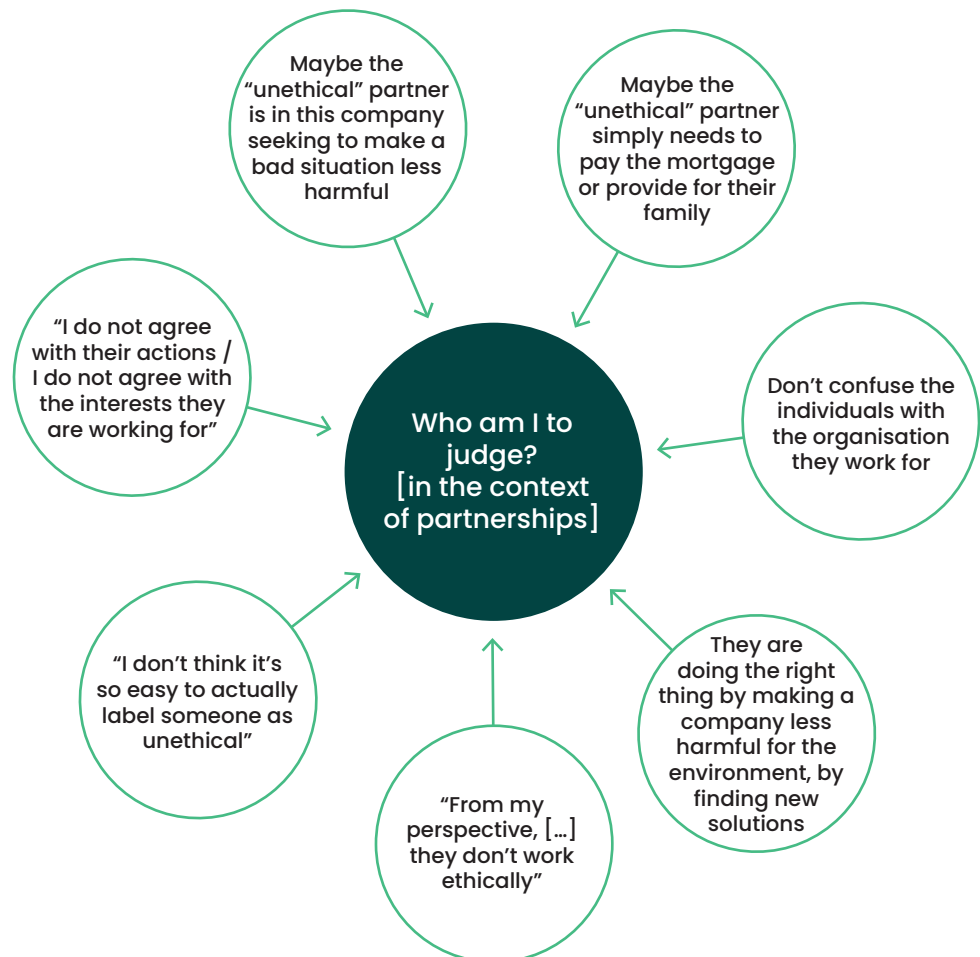 Maybe the
“unethical” partner
is in this company
seeking to make a
bad situation less
harmful
Maybe the
“unethical” partner
simply needs to
pay the mortgage
or provide for their
family
“I do not agree
with their actions /
I do not agree with
the interests they
are working for”
Don’t confuse the
individuals with
the organisation
they work for
Who am I to
judge?
[in the context
of partnerships]
“I don’t think it’s
so easy to actually
label someone as
unethical”
They are
doing the right
thing by making a
company less
harmful for the
environment, by
finding new
solutions
“From my
perspective, […]
they don’t work
ethically”